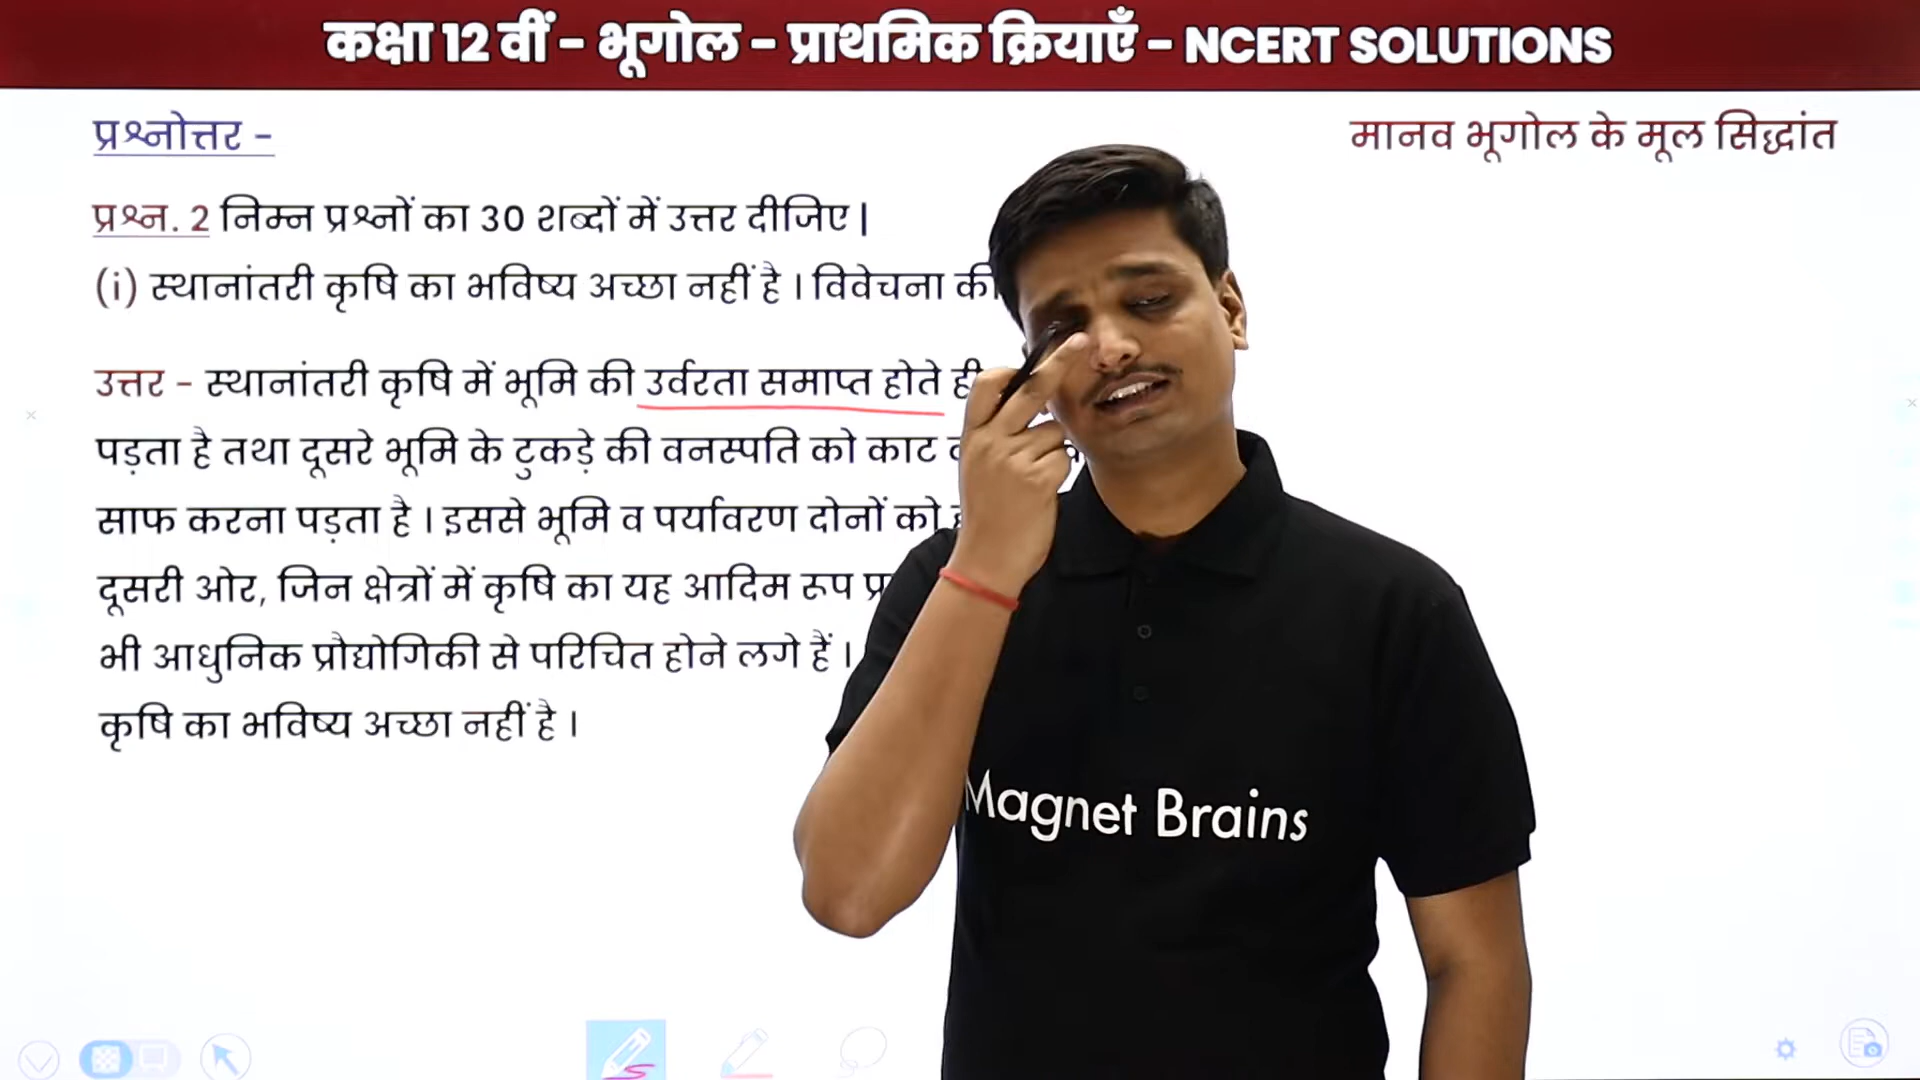 कक्षा 12 वीं - भूगोल - प्राथमिक क्रियाएँ - NCERT SOLUTIONS
प्रश्नोत्तर -
मानव भूगोल के मूल सिद्धांत
प्रश्न. 2 निम्न प्रश्नों का 30 शब्दों में उत्तर दीजिए |
(i) स्थानांतरी कृषि का भविष्य अच्छा नहीं है । विवेचना
उत्तर - स्थानांतरी कृषि में भूमि की उर्वरता समाप्त होते ही
पड़ता है तथा दूसरे भूमि के टुकड़े की वनस्पति को काट
साफ करना पड़ता है । इससे भूमि व पर्यावरण दोनों को
दूसरी ओर, जिन क्षेत्रों में कृषि का यह आदिम रूप
भी आधुनिक प्रौद्योगिकी से परिचित होने लगे हैं ।
कृषि का भविष्य अच्छा नहीं है ।
Magnet Brains